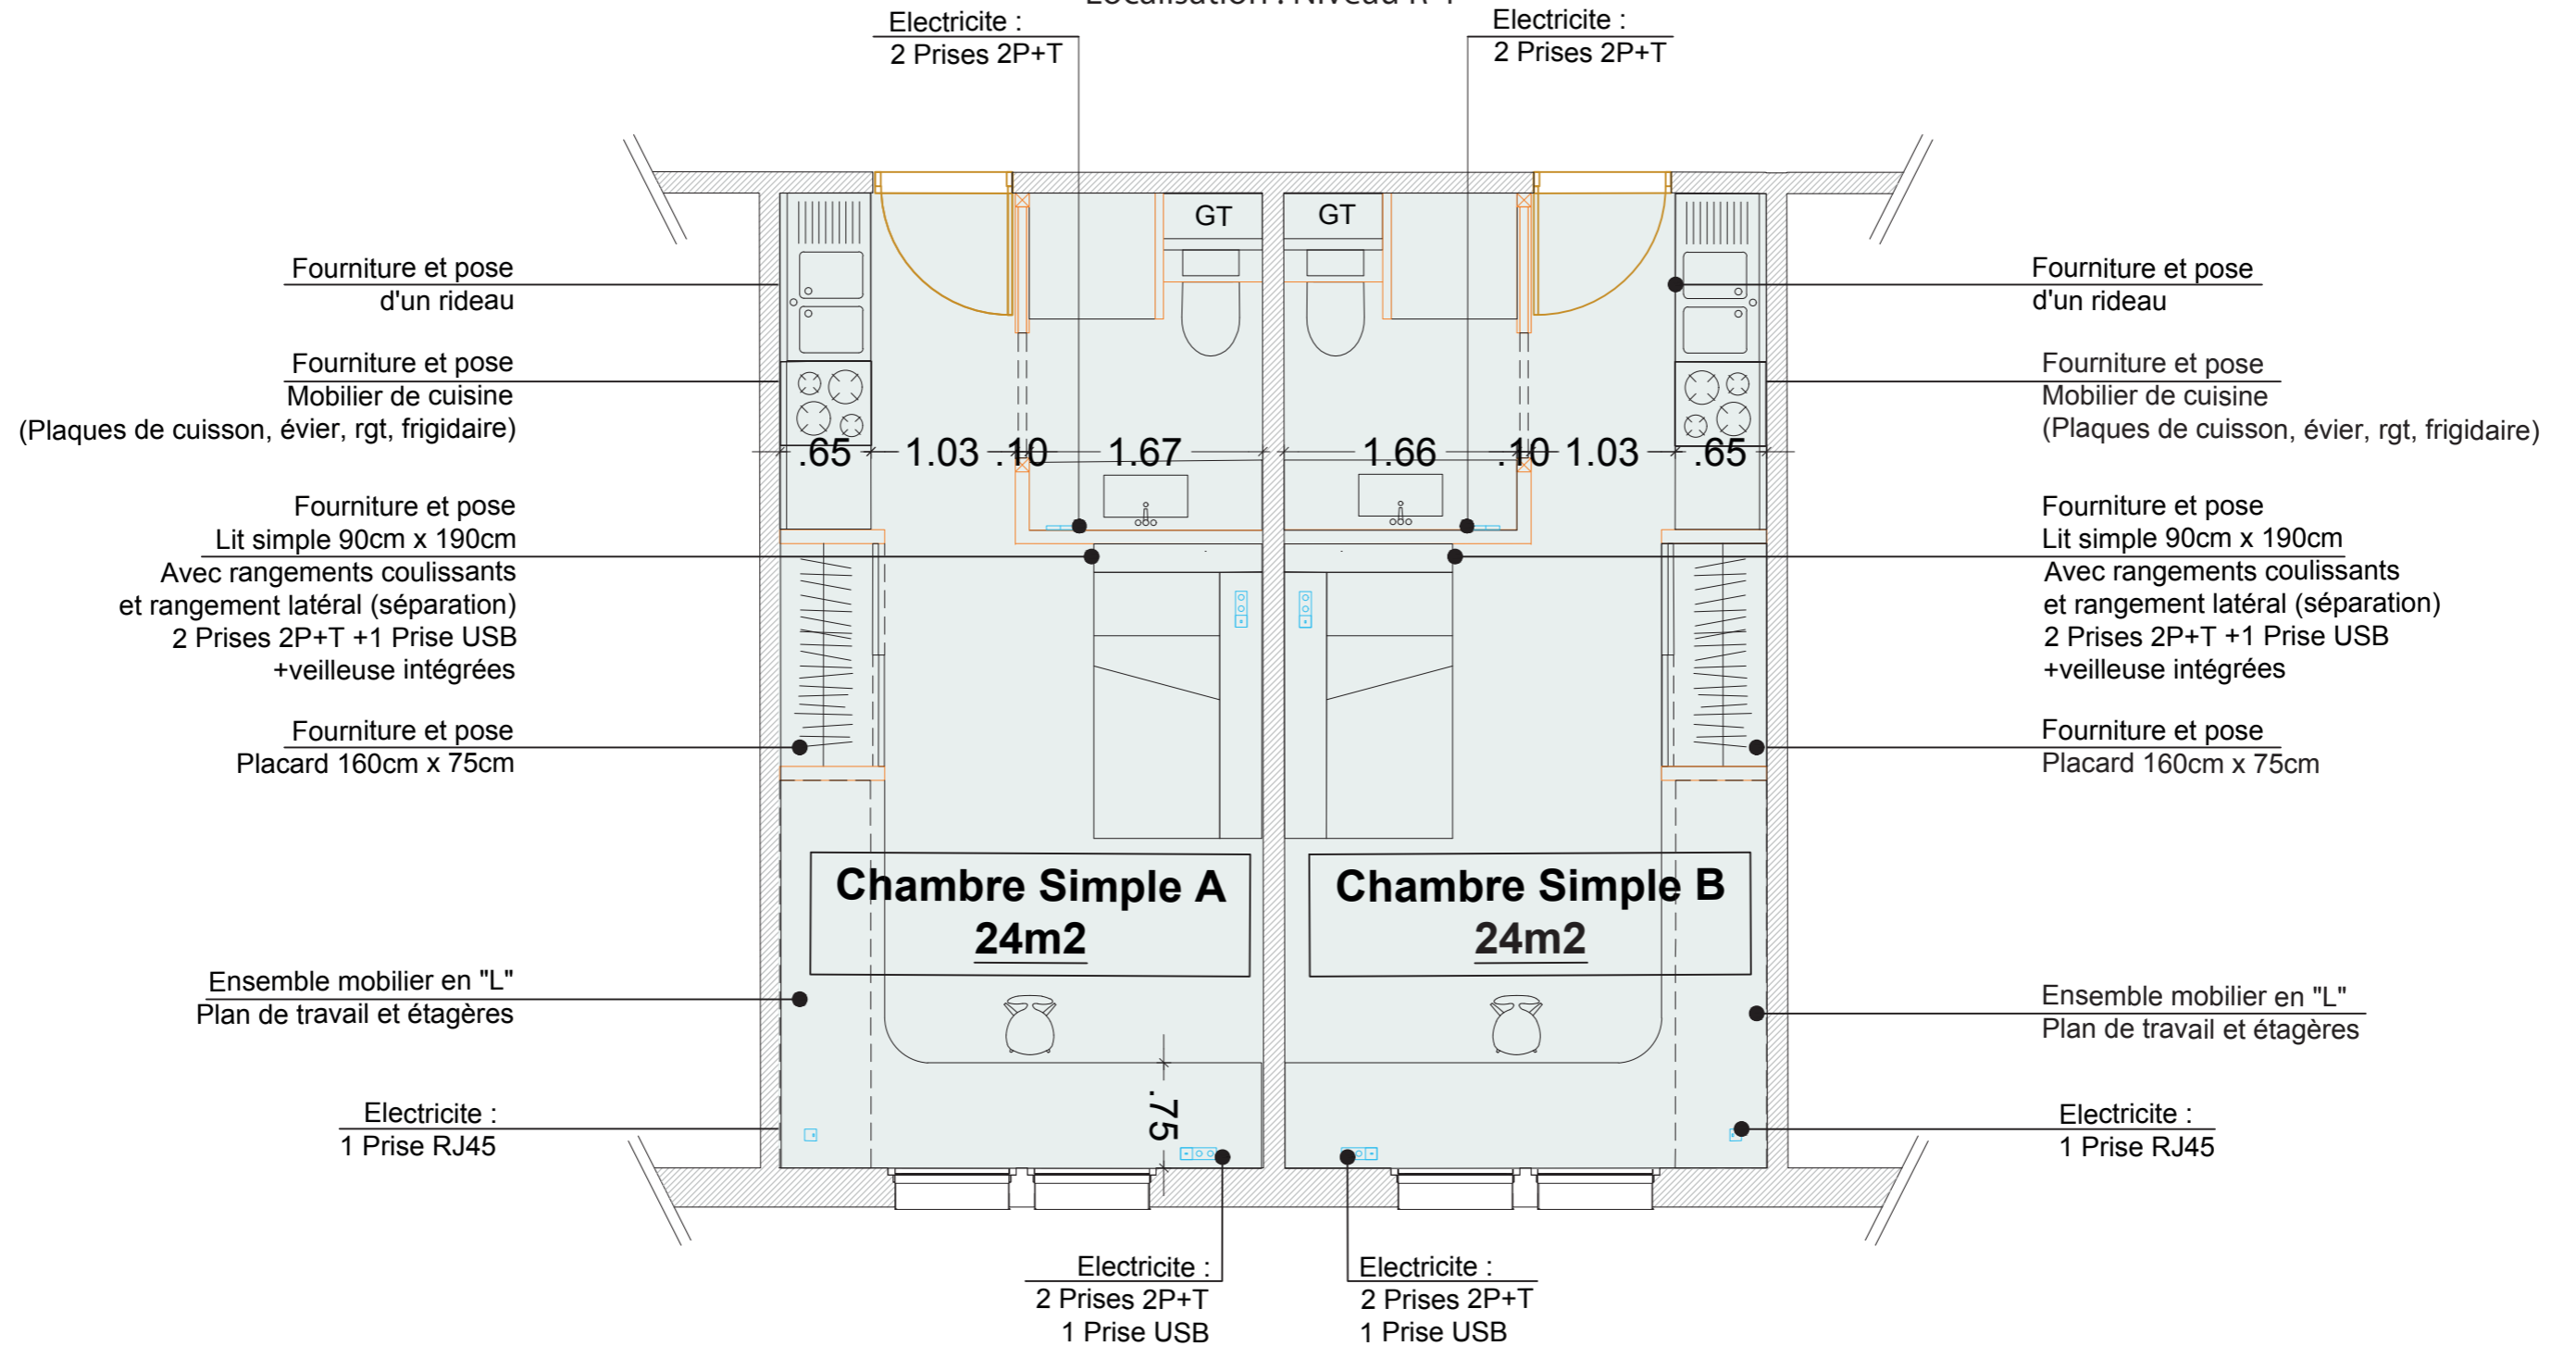 Electricite :
2 Prises 2P+T
Electricite :
2 Prises 2P+T
GT
GT
Fourniture et pose
d'un rideau
Fourniture et pose
Mobilier de cuisine
(Plaques de cuisson, évier, rgt, frigidaire)
Fourniture et pose
Lit simple 90cm x 190cm
Avec rangements coulissants
et rangement latéral (séparation)
2 Prises 2P+T +1 Prise USB
+veilleuse intégrées
Fourniture et pose
Placard 160cm x 75cm
Ensemble mobilier en "L"
Plan de travail et étagères
Electricite :
1 Prise RJ45
.65 1.03 .10 1.67 1.66 .10 1.03 .65
Chambre Simple A
24m2
Chambre Simple B
24m2
.75
Fourniture et pose
d'un rideau
Fourniture et pose
Mobilier de cuisine
(Plaques de cuisson, évier, rgt, frigidaire)
Fourniture et pose
Lit simple 90cm x 190cm
Avec rangements coulissants
et rangement latéral (séparation)
2 Prises 2P+T +1 Prise USB
+veilleuse intégrées
Fourniture et pose
Placard 160cm x 75cm
Ensemble mobilier en "L"
Plan de travail et étagères
Electricite :
1 Prise RJ45
Electricite :
2 Prises 2P+T
1 Prise USB
Electricite :
2 Prises 2P+T
1 Prise USB